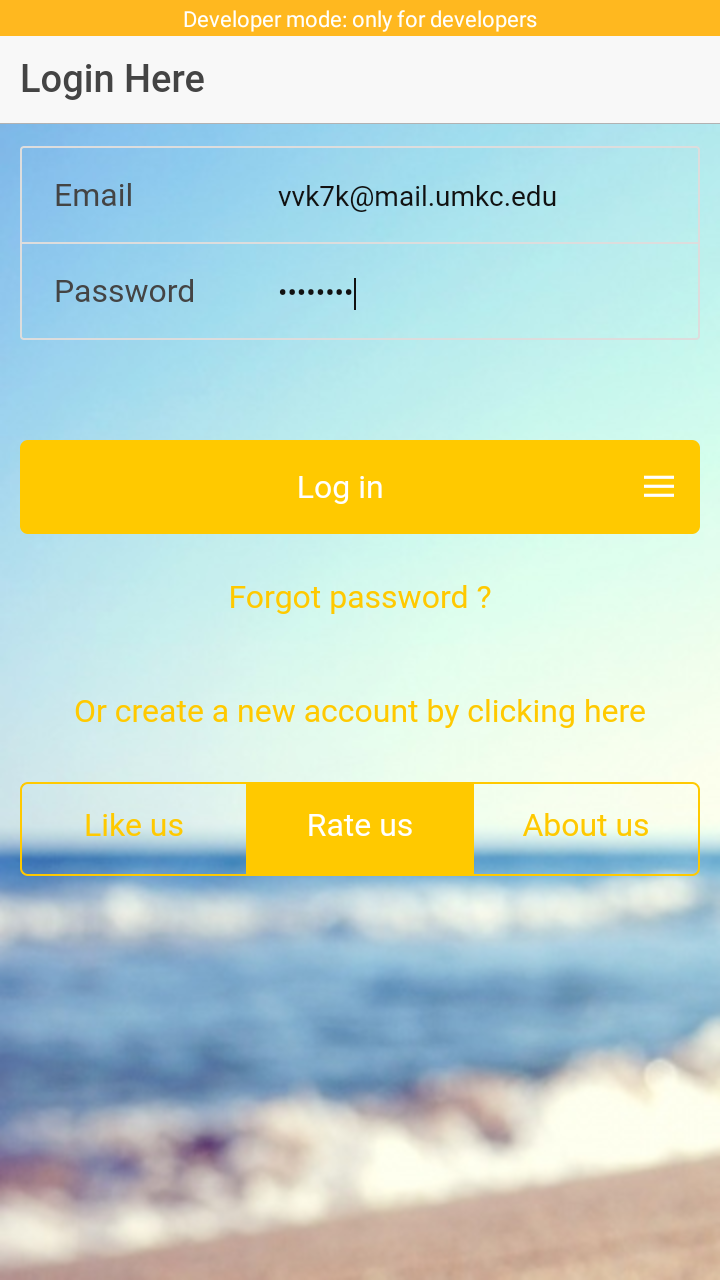 Developer mode: only for developers
Login Here
Email vvk7k@mail.umkc.edu
Password ••••••••
Log in
Forgot password ?
Or create a new account by clicking here
Like us Rate us About us